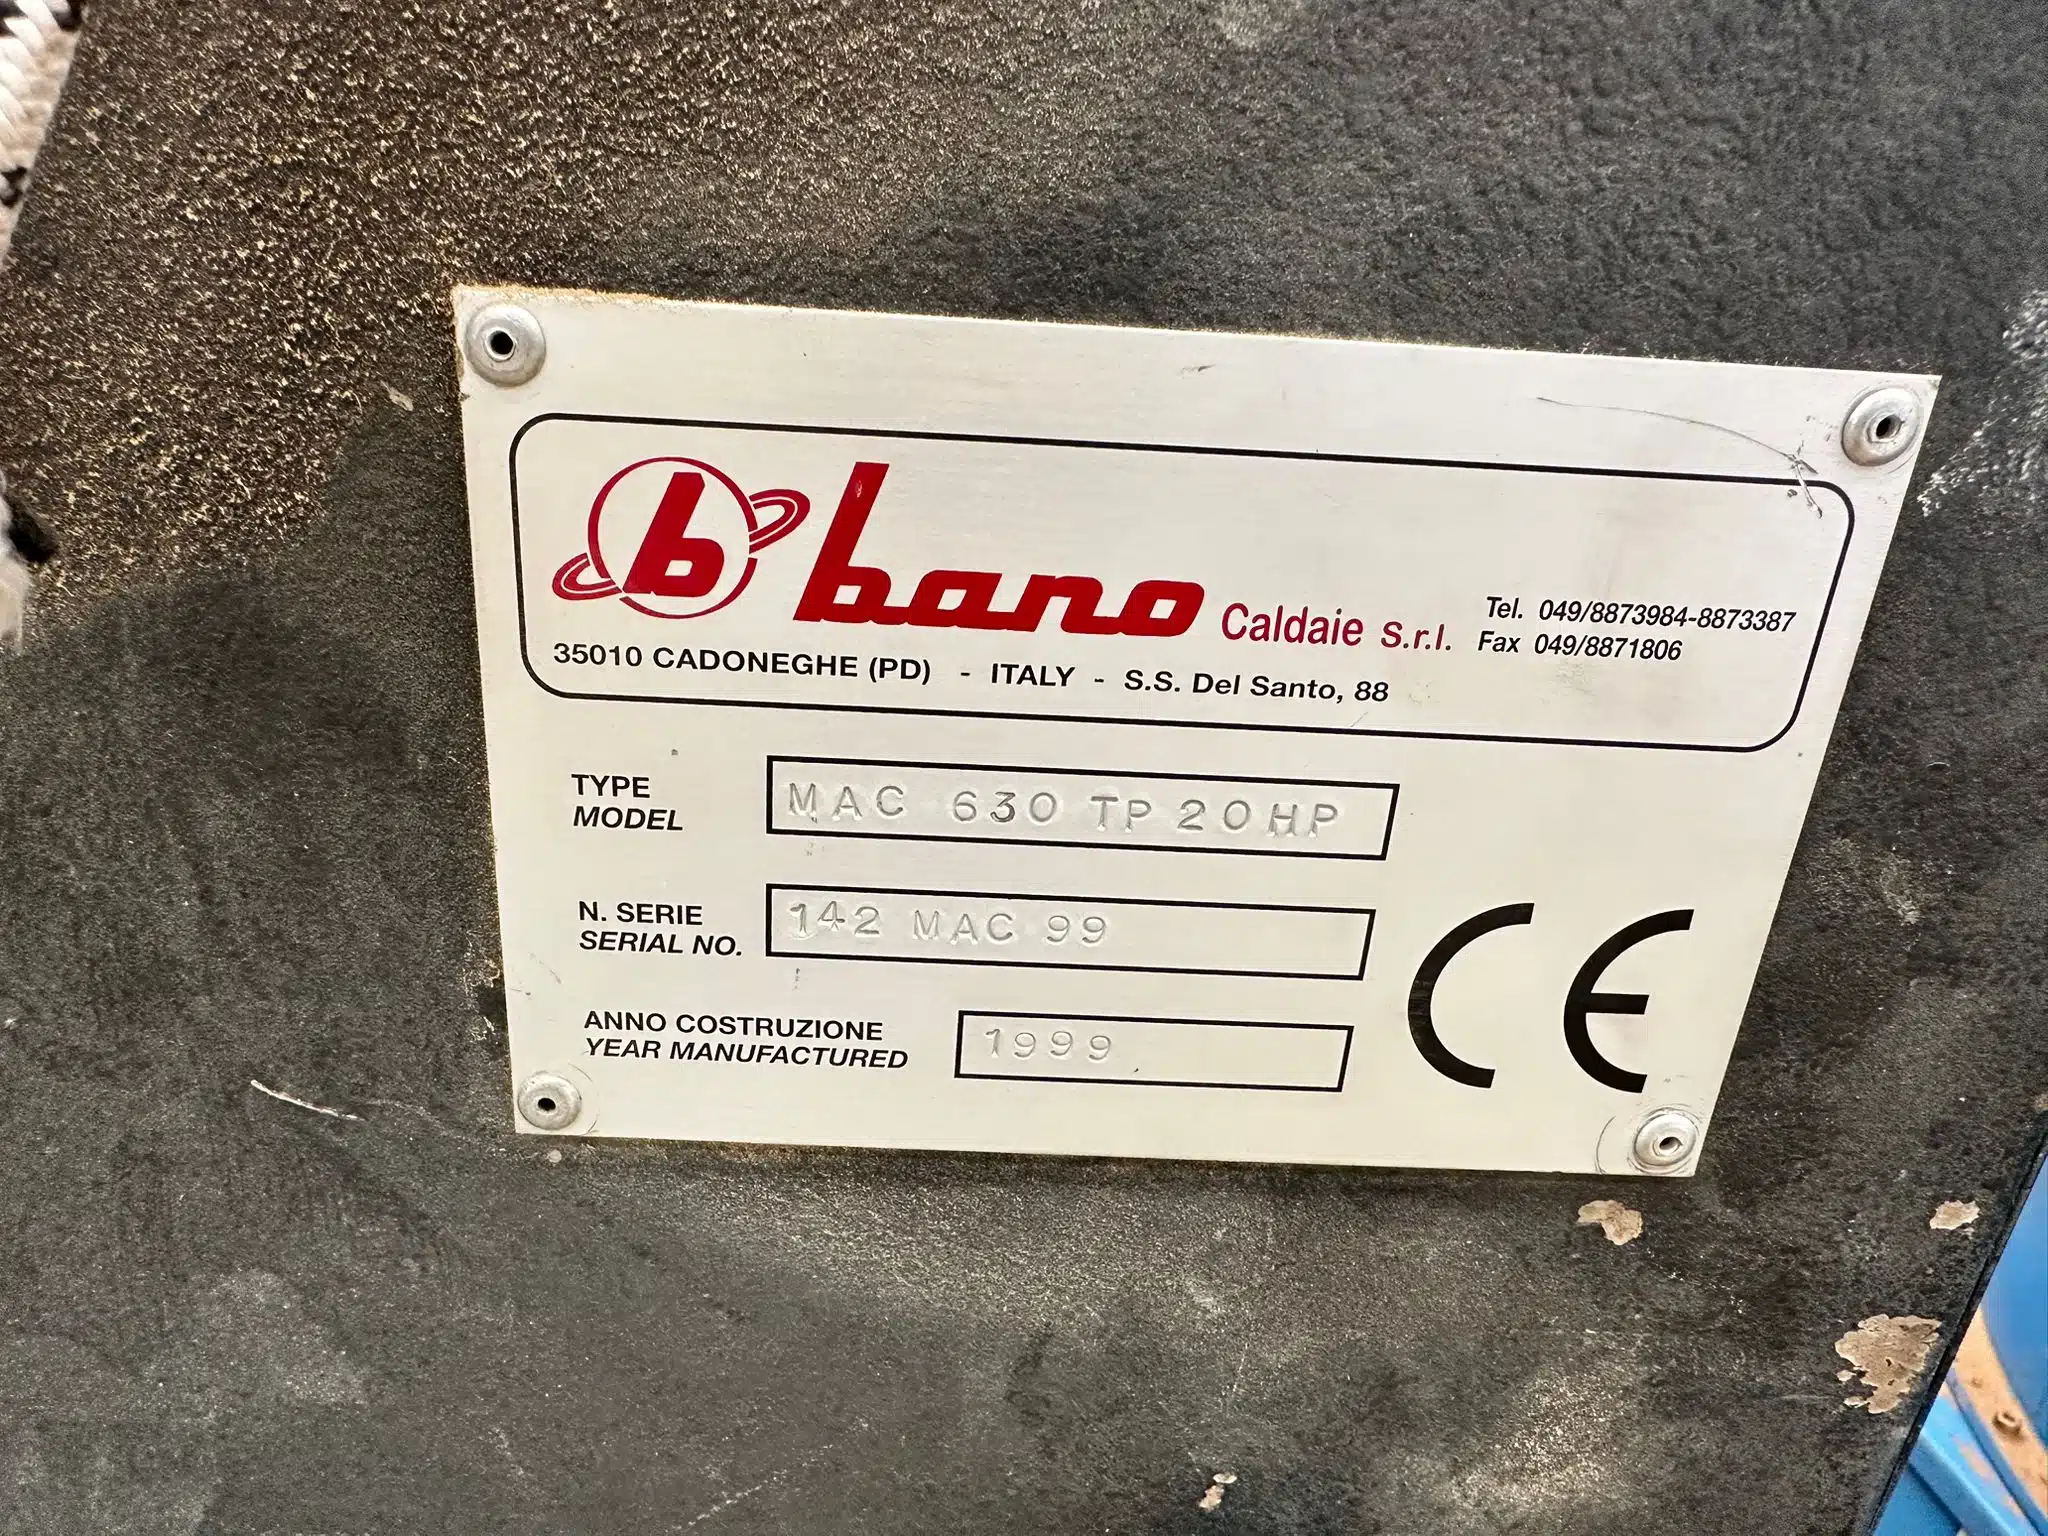 b bano Caldaie s.r.l.
Tel. 049/8873984-8873387
Fax 049/8871806
35010 CADONEGHE (PD) - ITALY - S.S. Del Santo, 88
TYPE
MODEL
MAC 630 TP 20HP
N. SERIE
SERIAL NO.
142 MAC 99
ANNO COSTRUZIONE
YEAR MANUFACTURED
1999
CE